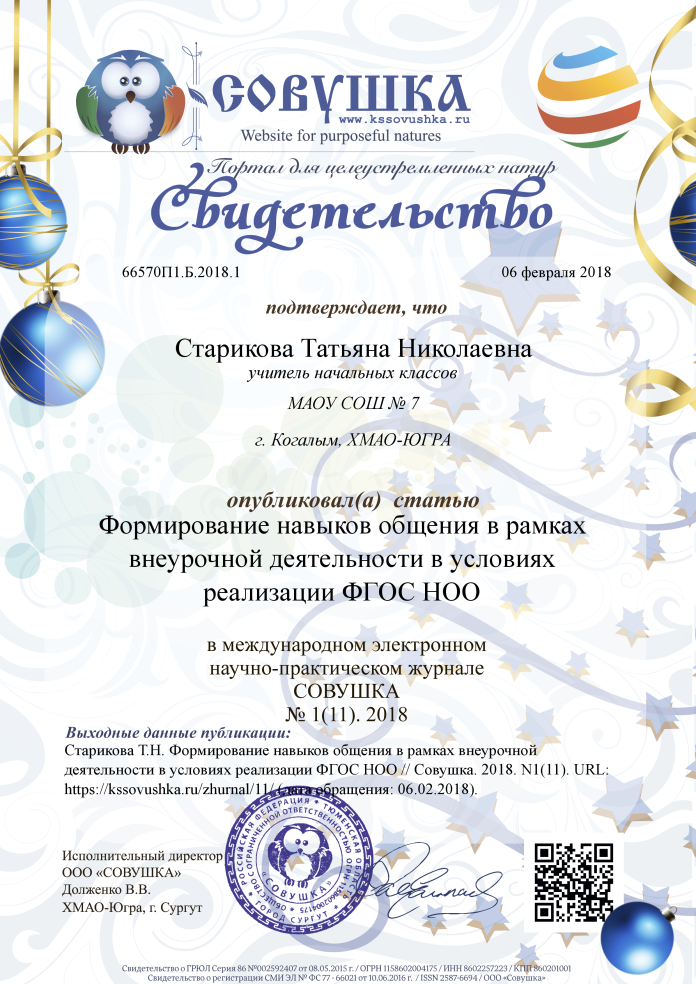 СОВУШКА
www.kssovushka.ru
Website for purposeful natures
Портал для целеустремленных натур
Свидетельство
66570П1.Б.2018.1 06 февраля 2018
подтверждает, что
Старикова Татьяна Николаевна
учитель начальных классов
МАОУ СОШ № 7
г. Когалым, ХМАО-ЮГРА
опубликовал(а) статью
Формирование навыков общения в рамках
внеурочной деятельности в условиях
реализации ФГОС НОО
в международном электронном
научно-практическом журнале
СОВУШКА
№ 1(11). 2018
Выходные данные публикации:
Старикова Т.Н. Формирование навыков общения в рамках внеурочной
деятельности в условиях реализации ФГОС НОО // Совушка. 2018. N1(11). URL:
https://kssovushka.ru/zhurnal/11/ (дата обращения: 06.02.2018).
Исполнительный директор
ООО «СОВУШКА»
Долженко В.В.
ХМАО-Югра, г. Сургут
РОССИЙСКАЯ ФЕДЕРАЦИЯ * ТЮМЕНСКАЯ ОБЛАСТЬ * ГОРОД СУРГУТ
ОБЩЕСТВО С ОГРАНИЧЕННОЙ ОТВЕТСТВЕННОСТЬЮ ОГРН 1158602004175
«СОВУШКА»
Свидетельство о ГРЮЛ Серия 86 №002592407 от 08.05.2015 г. / ОГРН 1158602004175 / ИНН 8602257223 / КПП 860201001
Свидетельство о регистрации СМИ ЭЛ № ФС 77 - 66021 от 10.06.2016 г. / ISSN 2587-6694 / ООО «Совушка»